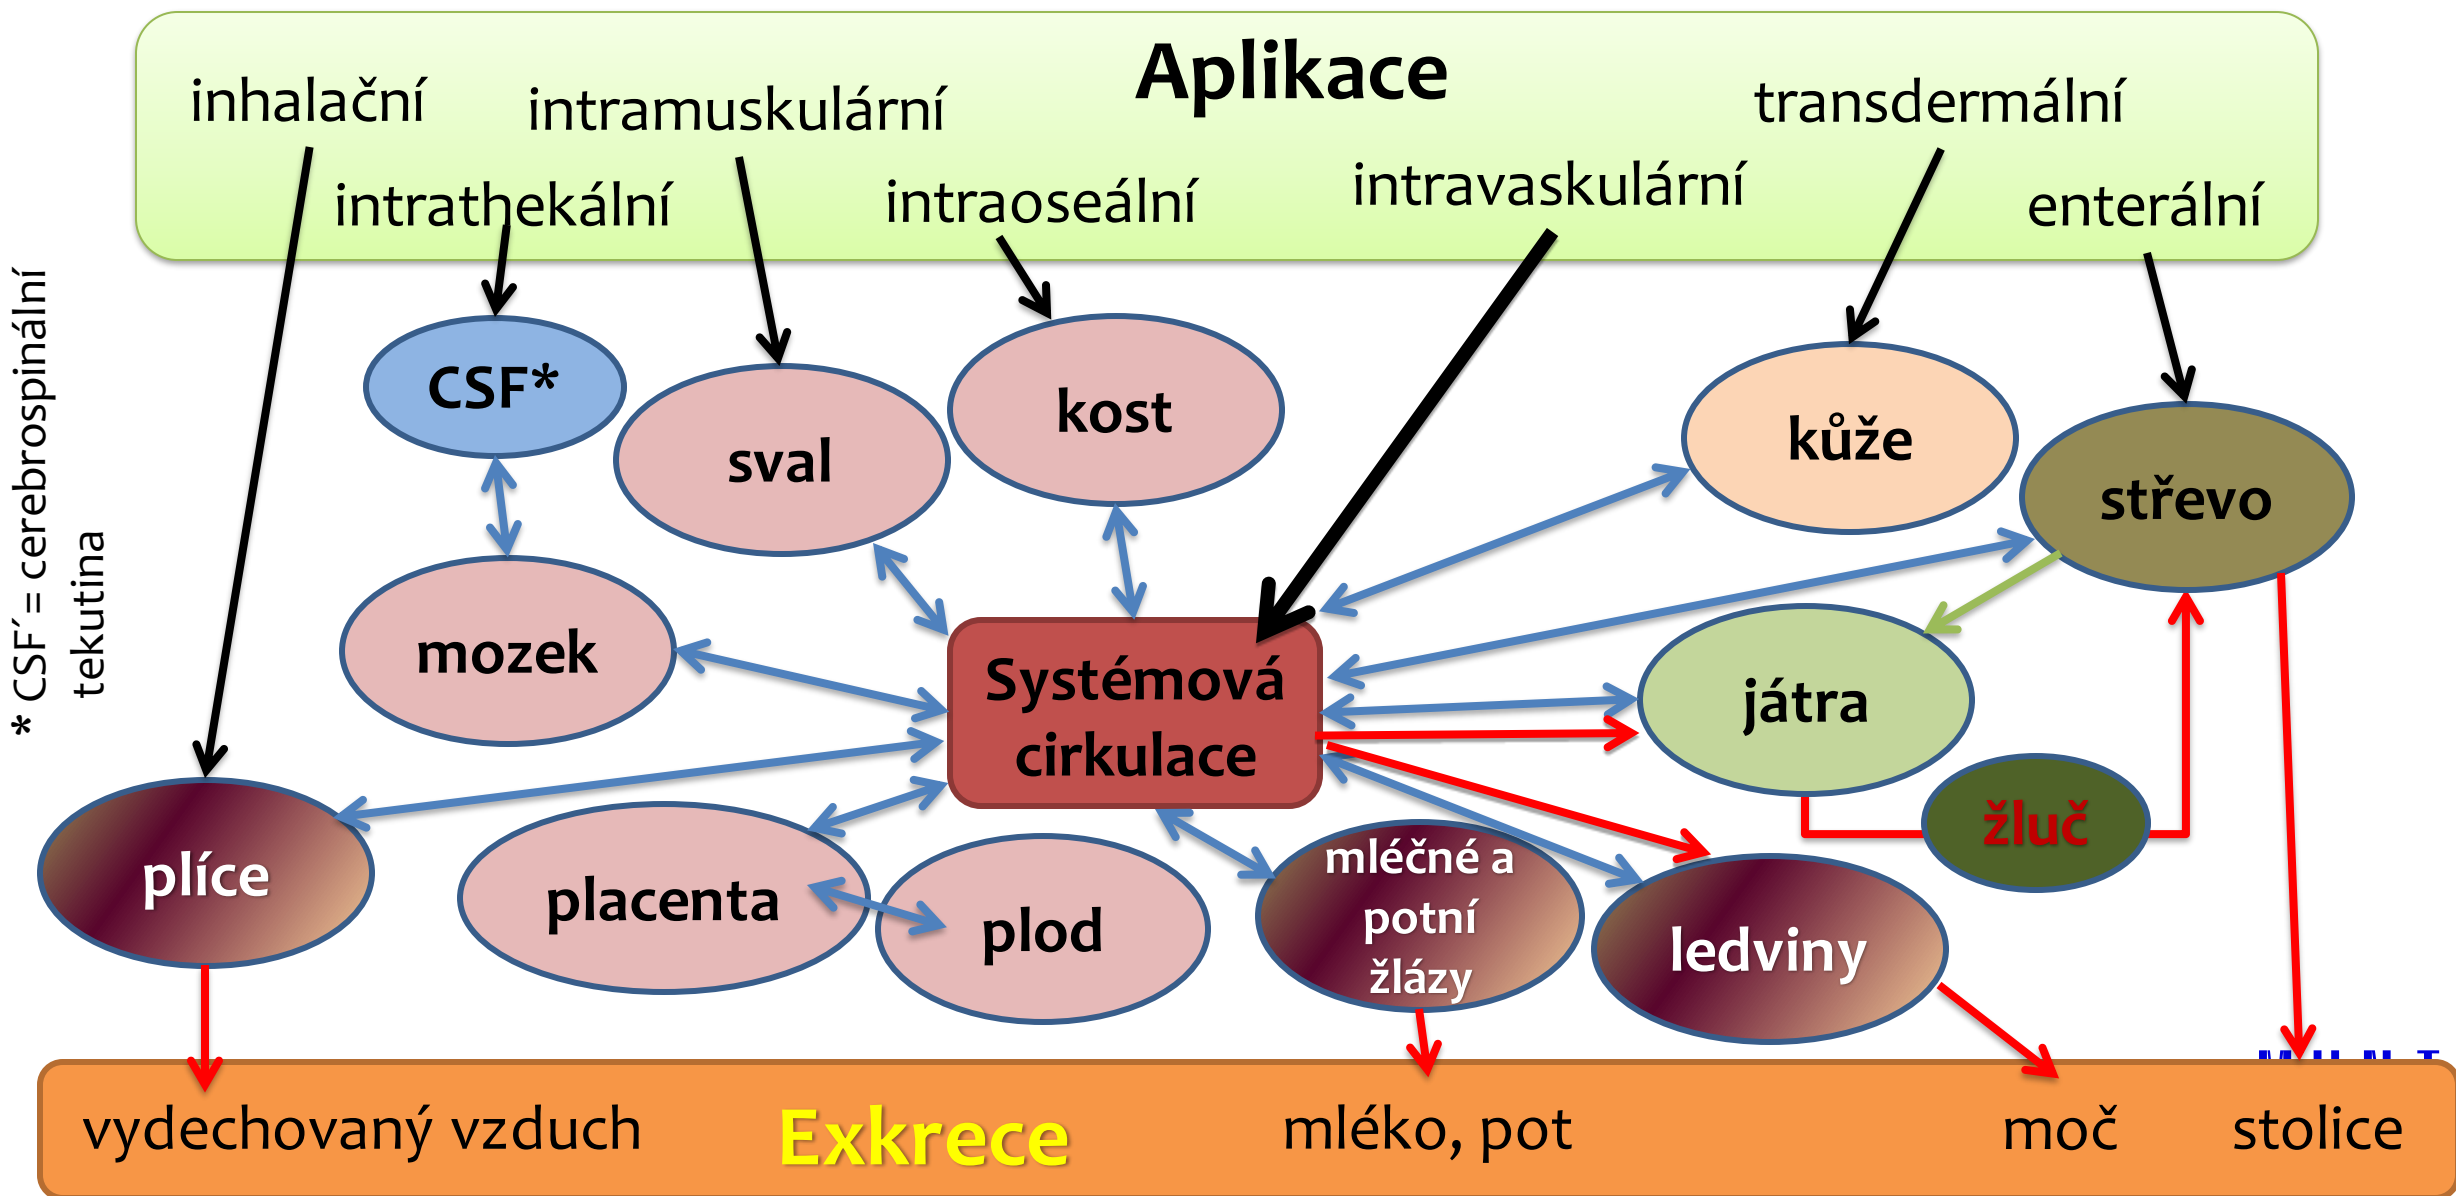 Aplikace
inhalační
intramuskulární
transdermální
intrathekální
intraoseální
intravaskulární
enterální
* CSF´= cerebrospinální
tekutina
CSF*
sval
kost
kůže
střevo
mozek
Systémová
cirkulace
játra
žluč
plíce
placenta
plod
mléčné a
potní
žlázy
ledviny
vydechovaný vzduch
Exkrece
mléko, pot
moč
stolice